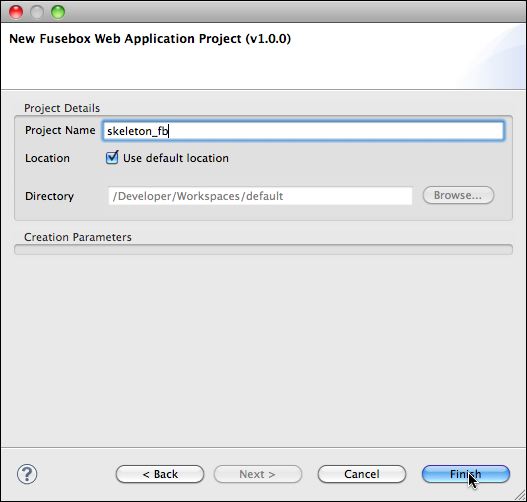 New Fusebox Web Application Project (v1.0.0)
Project Details
Project Name skeleton_fb
Location Use default location
Directory /Developer/Workspaces/default Browse...
Creation Parameters
? < Back Next > Cancel Finish